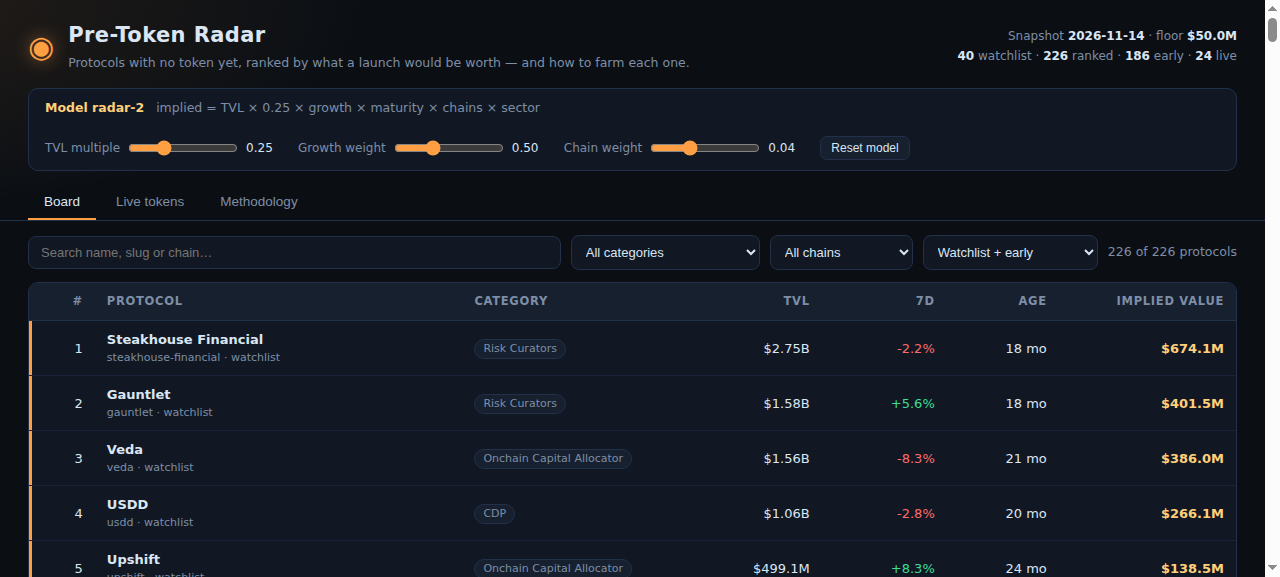 Pre-Token Radar
Protocols with no token yet, ranked by what a launch would be worth — and how to farm each one.
Snapshot 2026-11-14 · floor $50.0M
40 watchlist · 226 ranked · 186 early · 24 live
Model radar-2 implied = TVL × 0.25 × growth × maturity × chains × sector
TVL multiple 0.25 Growth weight 0.50 Chain weight 0.04 Reset model
Board Live tokens Methodology
Search name, slug or chain… All categories All chains Watchlist + early 226 of 226 protocols
# PROTOCOL CATEGORY TVL 7D AGE IMPLIED VALUE
1 Steakhouse Financial Risk Curators $2.75B -2.2% 18 mo $674.1M
steakhouse-financial · watchlist
2 Gauntlet Risk Curators $1.58B +5.6% 18 mo $401.5M
gauntlet · watchlist
3 Veda Onchain Capital Allocator $1.56B -8.3% 21 mo $386.0M
veda · watchlist
4 USDD CDP $1.06B -2.8% 20 mo $266.1M
usdd · watchlist
5 Upshift Onchain Capital Allocator $499.1M +8.3% 24 mo $138.5M
upshift · watchlist